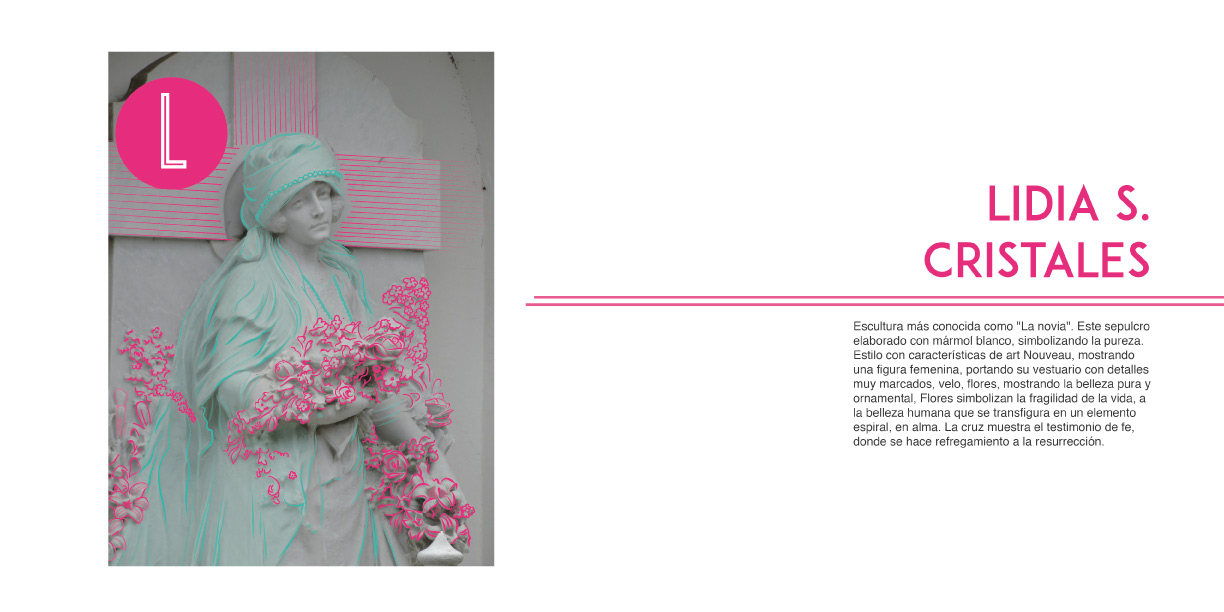 L
LIDIA S.
CRISTALES
Escultura más conocida como "La novia". Este sepulcro
elaborado con mármol blanco, simbolizando la pureza.
Estilo con características de art Nouveau, mostrando
una figura femenina, portando su vestuario con detalles
muy marcados, velo, flores, mostrando la belleza pura y
ornamental, Flores simbolizan la fragilidad de la vida, a
la belleza humana que se transfigura en un elemento
espiral, en alma. La cruz muestra el testimonio de fe,
donde se hace refregamiento a la resurrección.